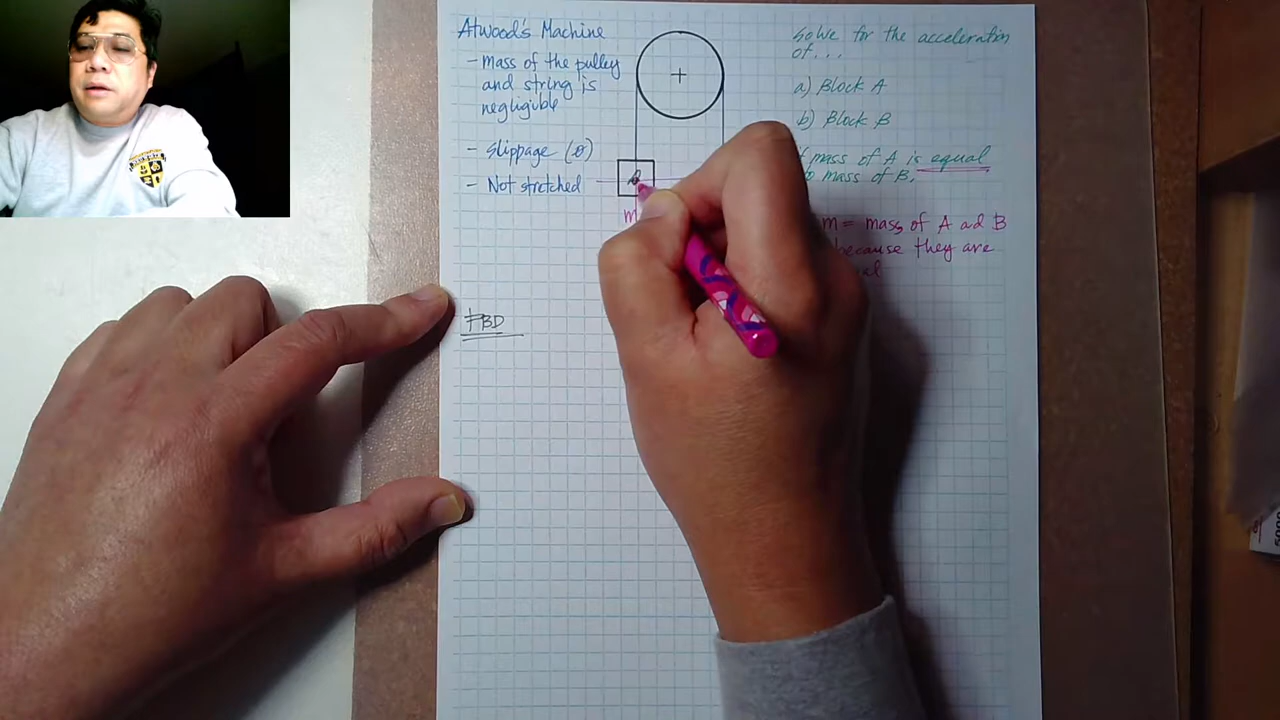 Atwood's Machine
- mass of the pulley
and string is
negligible
- Slippage (ø)
- Not stretched
m
FBD
Solve for the acceleration
of...
a) Block A
b) Block B
mass of A is equal
to mass of B.
m = mass of A ad B
because they are